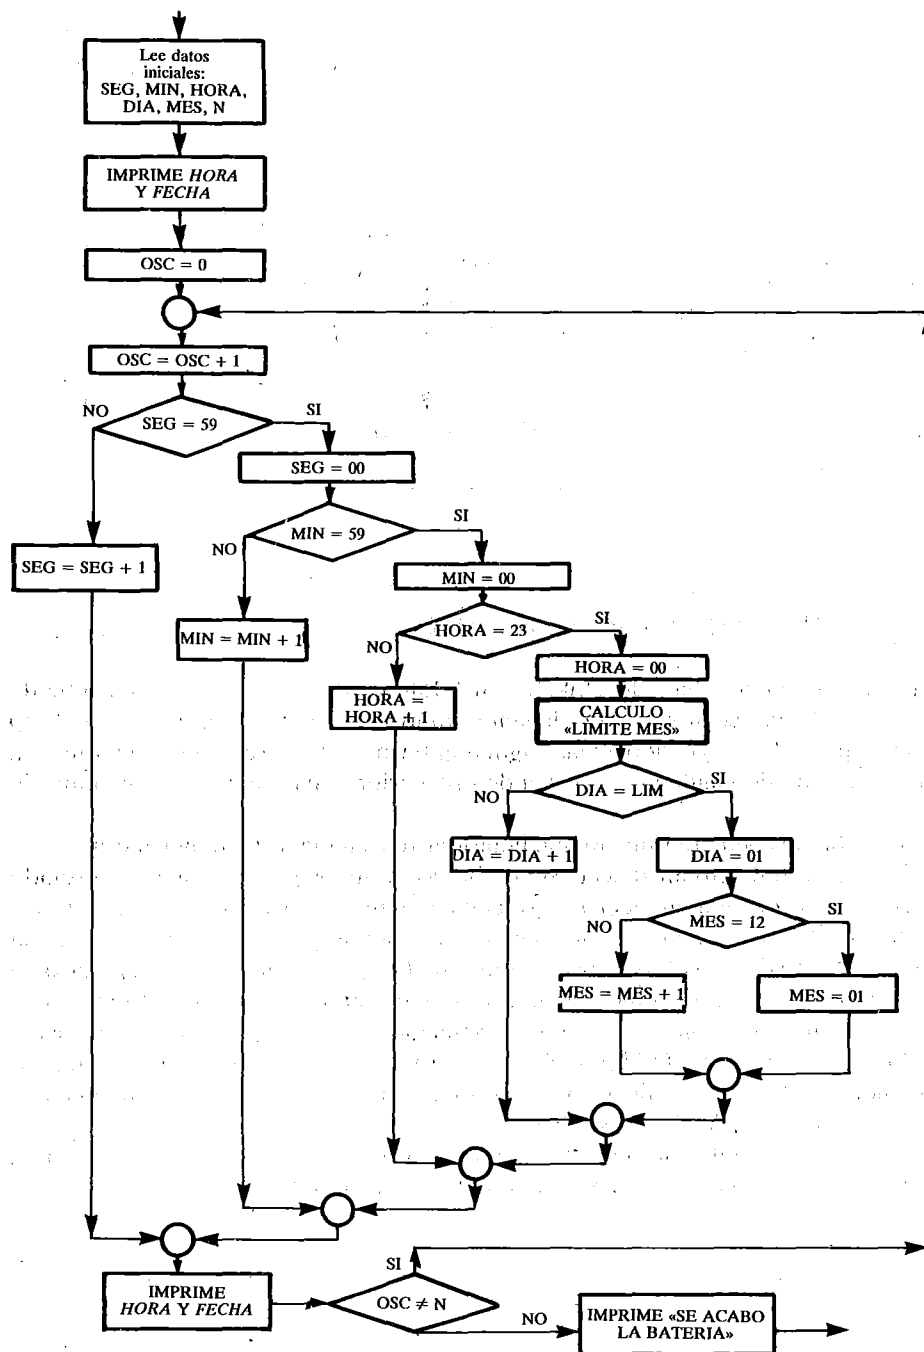 Lee datos
iniciales:
SEG, MIN, HORA,
DIA, MES, N
IMPRIME HORA
Y FECHA
OSC = 0
OSC = OSC + 1
NO
SEG = 59
SI
SEG = 00
MIN = 59
SI
NO
SEG = SEG + 1
MIN = 00
MIN = MIN + 1
HORA = 23
SI
NO
HORA = 00
HORA =
HORA + 1
CALCULO
«LIMITE MES»
DIA = LIM
SI
NO
DIA = DIA + 1
DIA = 01
MES = 12
SI
NO
MES = MES + 1
MES = 01
IMPRIME
HORA Y FECHA
SI
OSC ≠ N
NO
IMPRIME «SE ACABO
LA BATERIA»